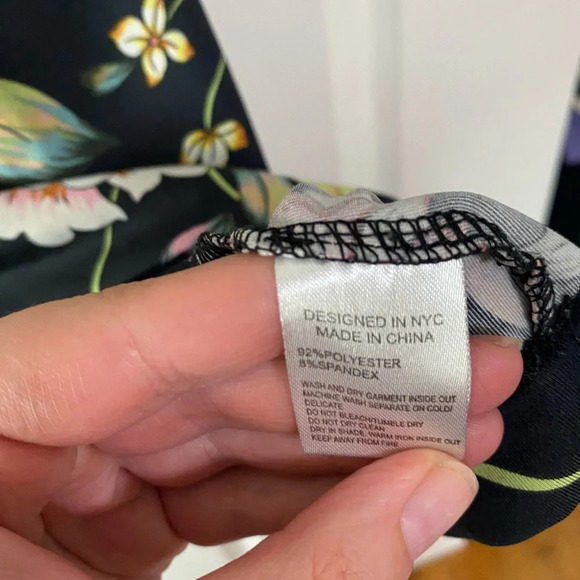 DESIGNED IN NYC
MADE IN CHINA
92%POLYESTER
8%SPANDEX
WASH AND DRY GARMENT INSIDE OUT
MACHINE WASH SEPARATE ON COLD/
DELICATE
DO NOT BLEACH/TUMBLE DRY
DO NOT DRY CLEAN
DRY IN SHADE. WARM IRON INSIDE OUT
KEEP AWAY FROM FIRE